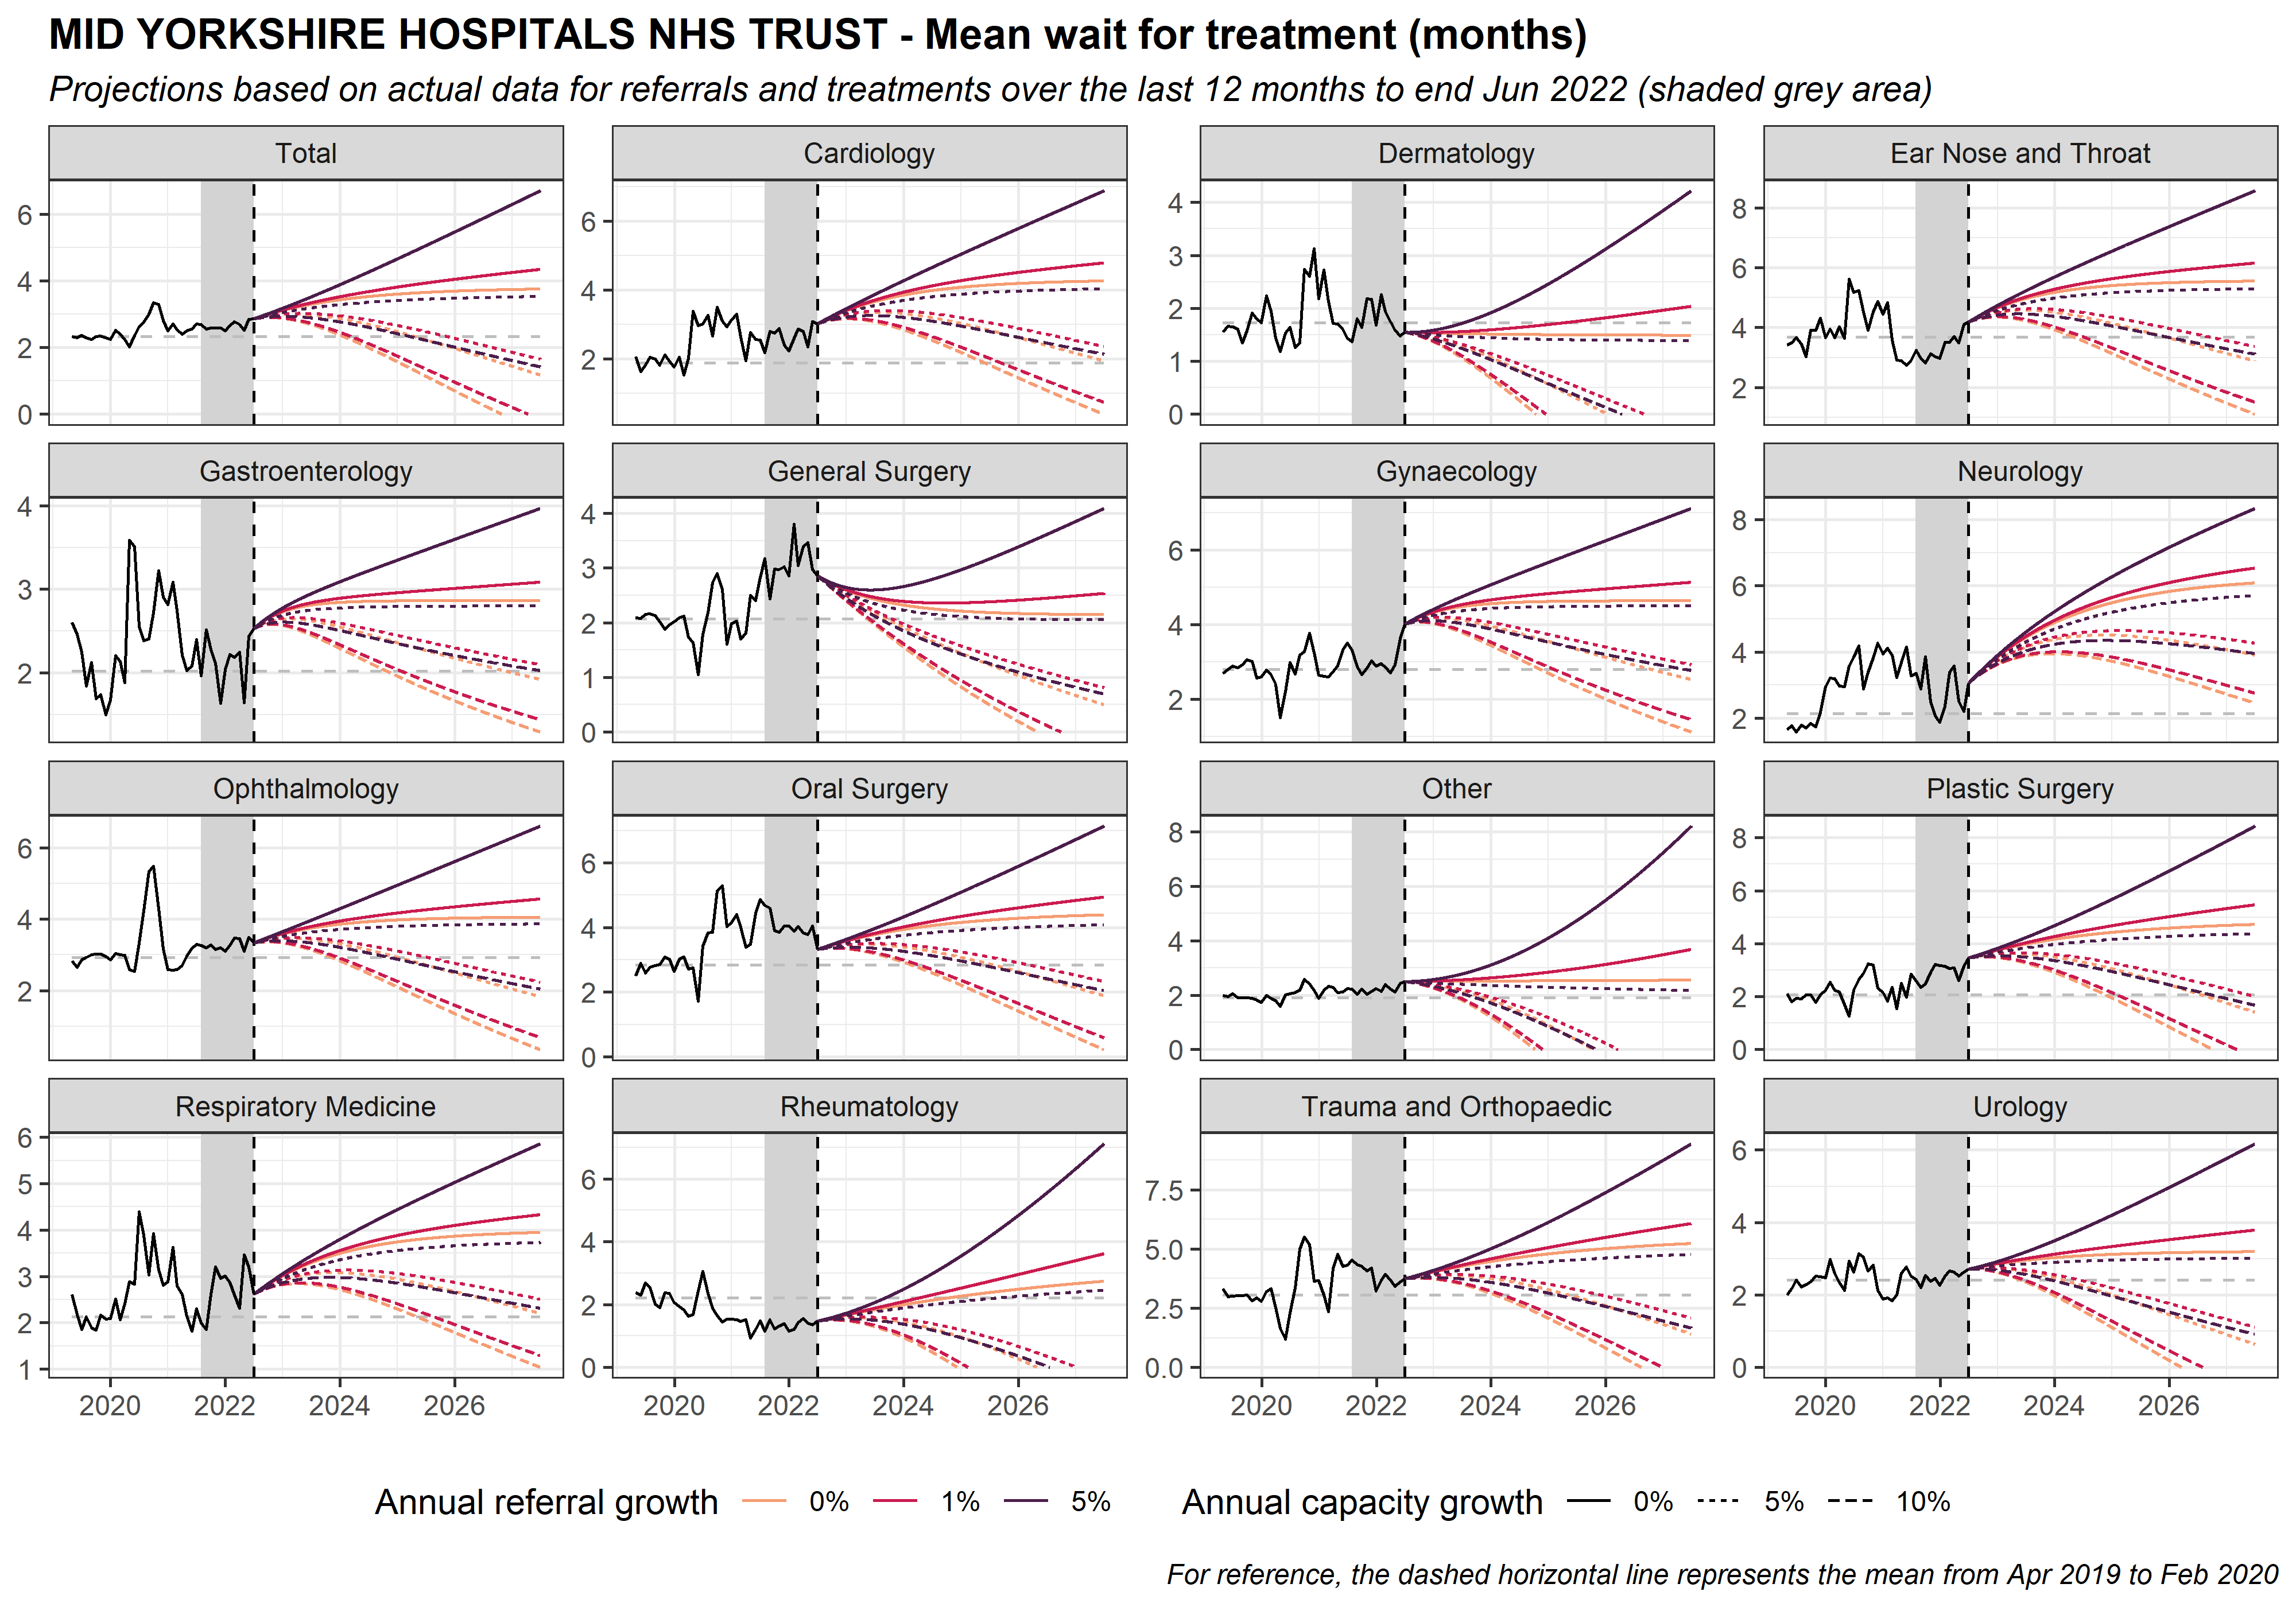 MID YORKSHIRE HOSPITALS NHS TRUST - Mean wait for treatment (months)
Projections based on actual data for referrals and treatments over the last 12 months to end Jun 2022 (shaded grey area)
Total
6
4
2
0
Cardiology
6
4
2
Dermatology
4
3
2
1
0
Ear Nose and Throat
8
6
4
2
Gastroenterology
4
3
2
General Surgery
4
3
2
1
0
Gynaecology
6
4
2
Neurology
8
6
4
2
Ophthalmology
6
4
2
Oral Surgery
6
4
2
0
Other
8
6
4
2
0
Plastic Surgery
8
6
4
2
0
Respiratory Medicine
6
5
4
3
2
1
2020 2022 2024 2026
Rheumatology
6
4
2
0
2020 2022 2024 2026
Trauma and Orthopaedic
7.5
5.0
2.5
0.0
2020 2022 2024 2026
Urology
6
4
2
0
2020 2022 2024 2026
Annual referral growth 0% 1% 5%
Annual capacity growth 0% 5% 10%
For reference, the dashed horizontal line represents the mean from Apr 2019 to Feb 2020